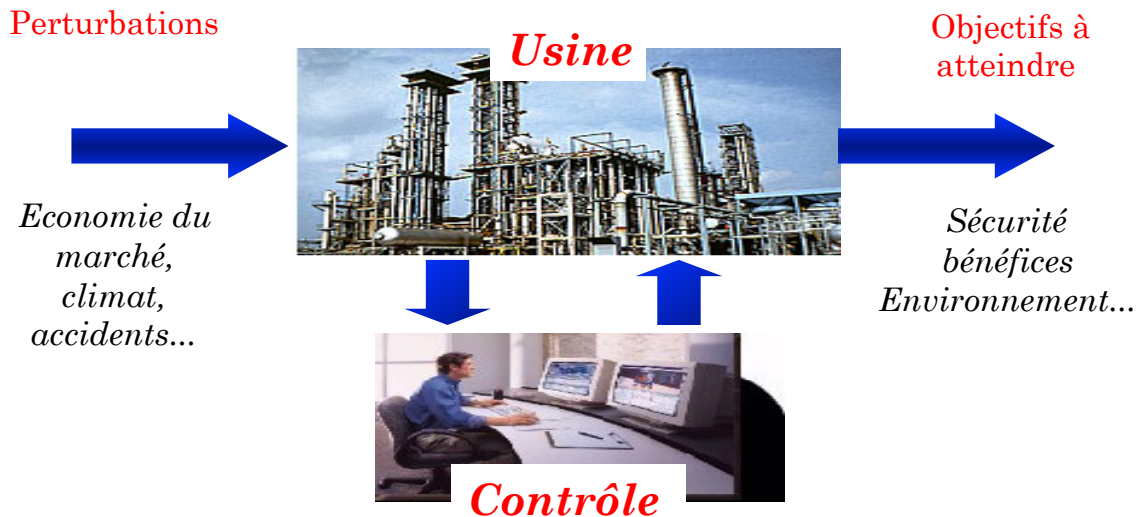 Perturbations
Usine
Objectifs à
atteindre
Economie du
marché,
climat,
accidents...
Sécurité
bénéfices
Environnement...
Contrôle